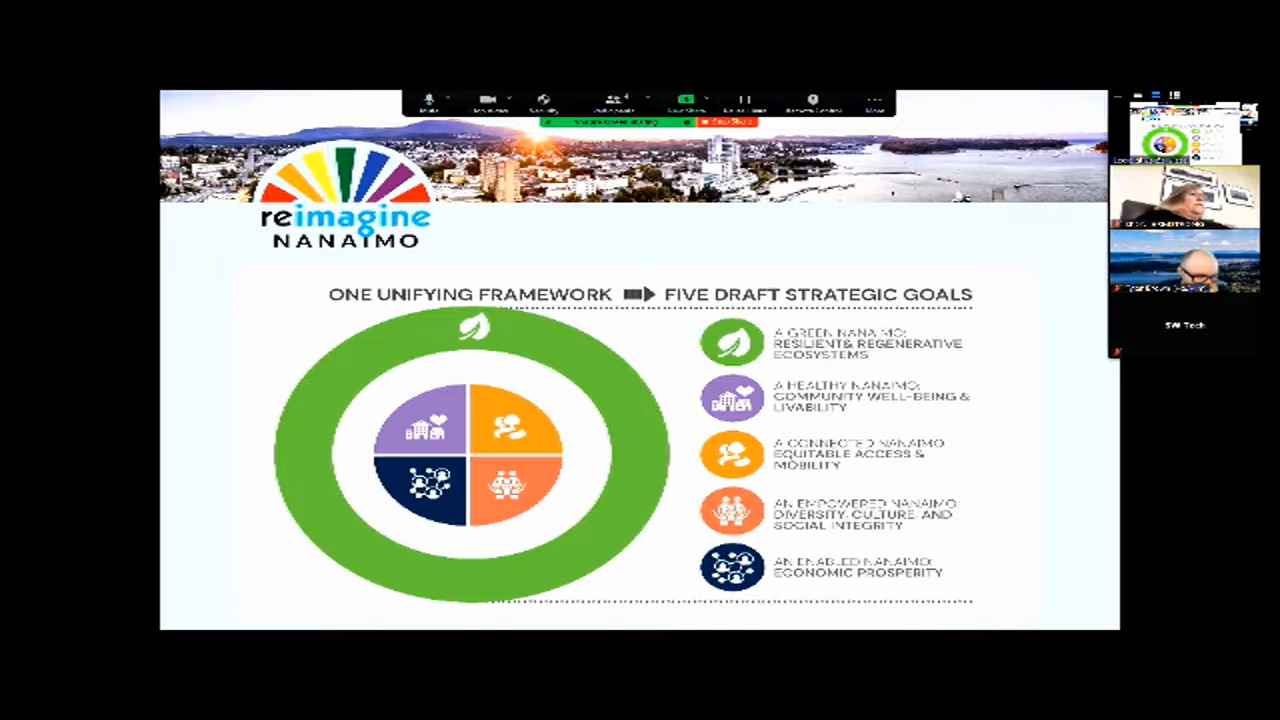 reimagine
NANAIMO
ONE UNIFYING FRAMEWORK
FIVE DRAFT STRATEGIC GOALS
A GREEN NANAIMO:
RESILIENT & REGENERATIVE
ECOSYSTEMS
A HEALTHY NANAIMO:
COMMUNITY WELL-BEING &
LIVABILITY
A CONNECTED NANAIMO:
EQUITABLE ACCESS &
MOBILITY
AN EMPOWERED NANAIMO:
DIVERSITY, CULTURE, AND
SOCIAL INTEGRITY
AN ENABLED NANAIMO:
ECONOMIC PROSPERITY
SW Tech